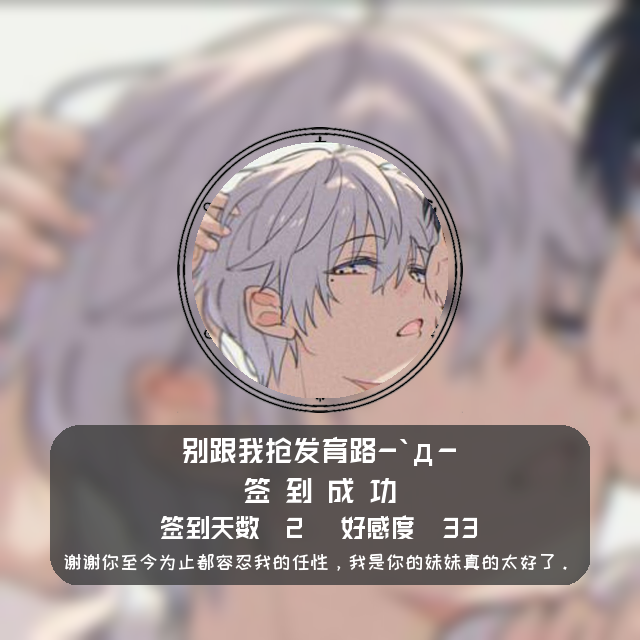 别跟我抢发育路-`д-
签 到 成 功
签到天数 2 好感度 33
谢谢你至今为止都容忍我的任性，我是你的妹妹真的太好了．